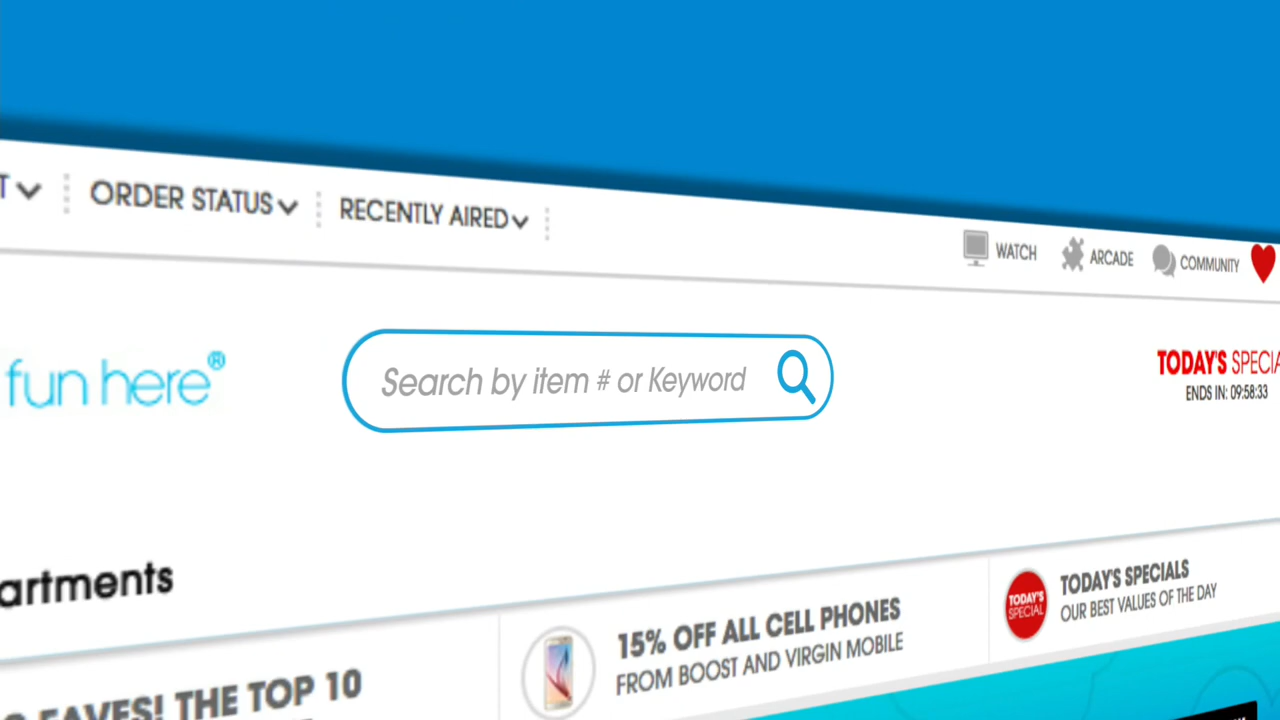 ORDER STATUS
RECENTLY AIRED
WATCH
ARCADE
COMMUNITY
fun here®
Search by item # or Keyword
TODAY'S
ENDS IN: 09:58:33
15% OFF ALL CELL PHONES
FROM BOOST AND VIRGIN MOBILE
TODAY'S SPECIAL
TODAY'S SPECIALS
OUR BEST VALUES OF THE DAY
FAVES! THE TOP 10